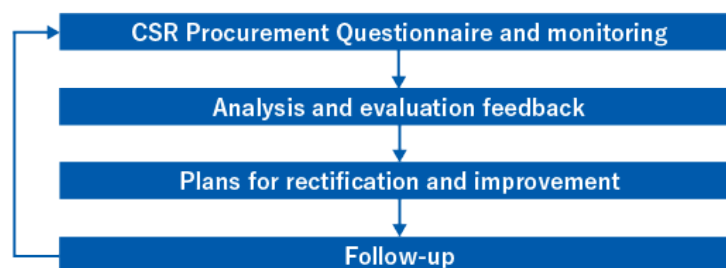 CSR Procurement Questionnaire and monitoring
Analysis and evaluation feedback
Plans for rectification and improvement
Follow-up